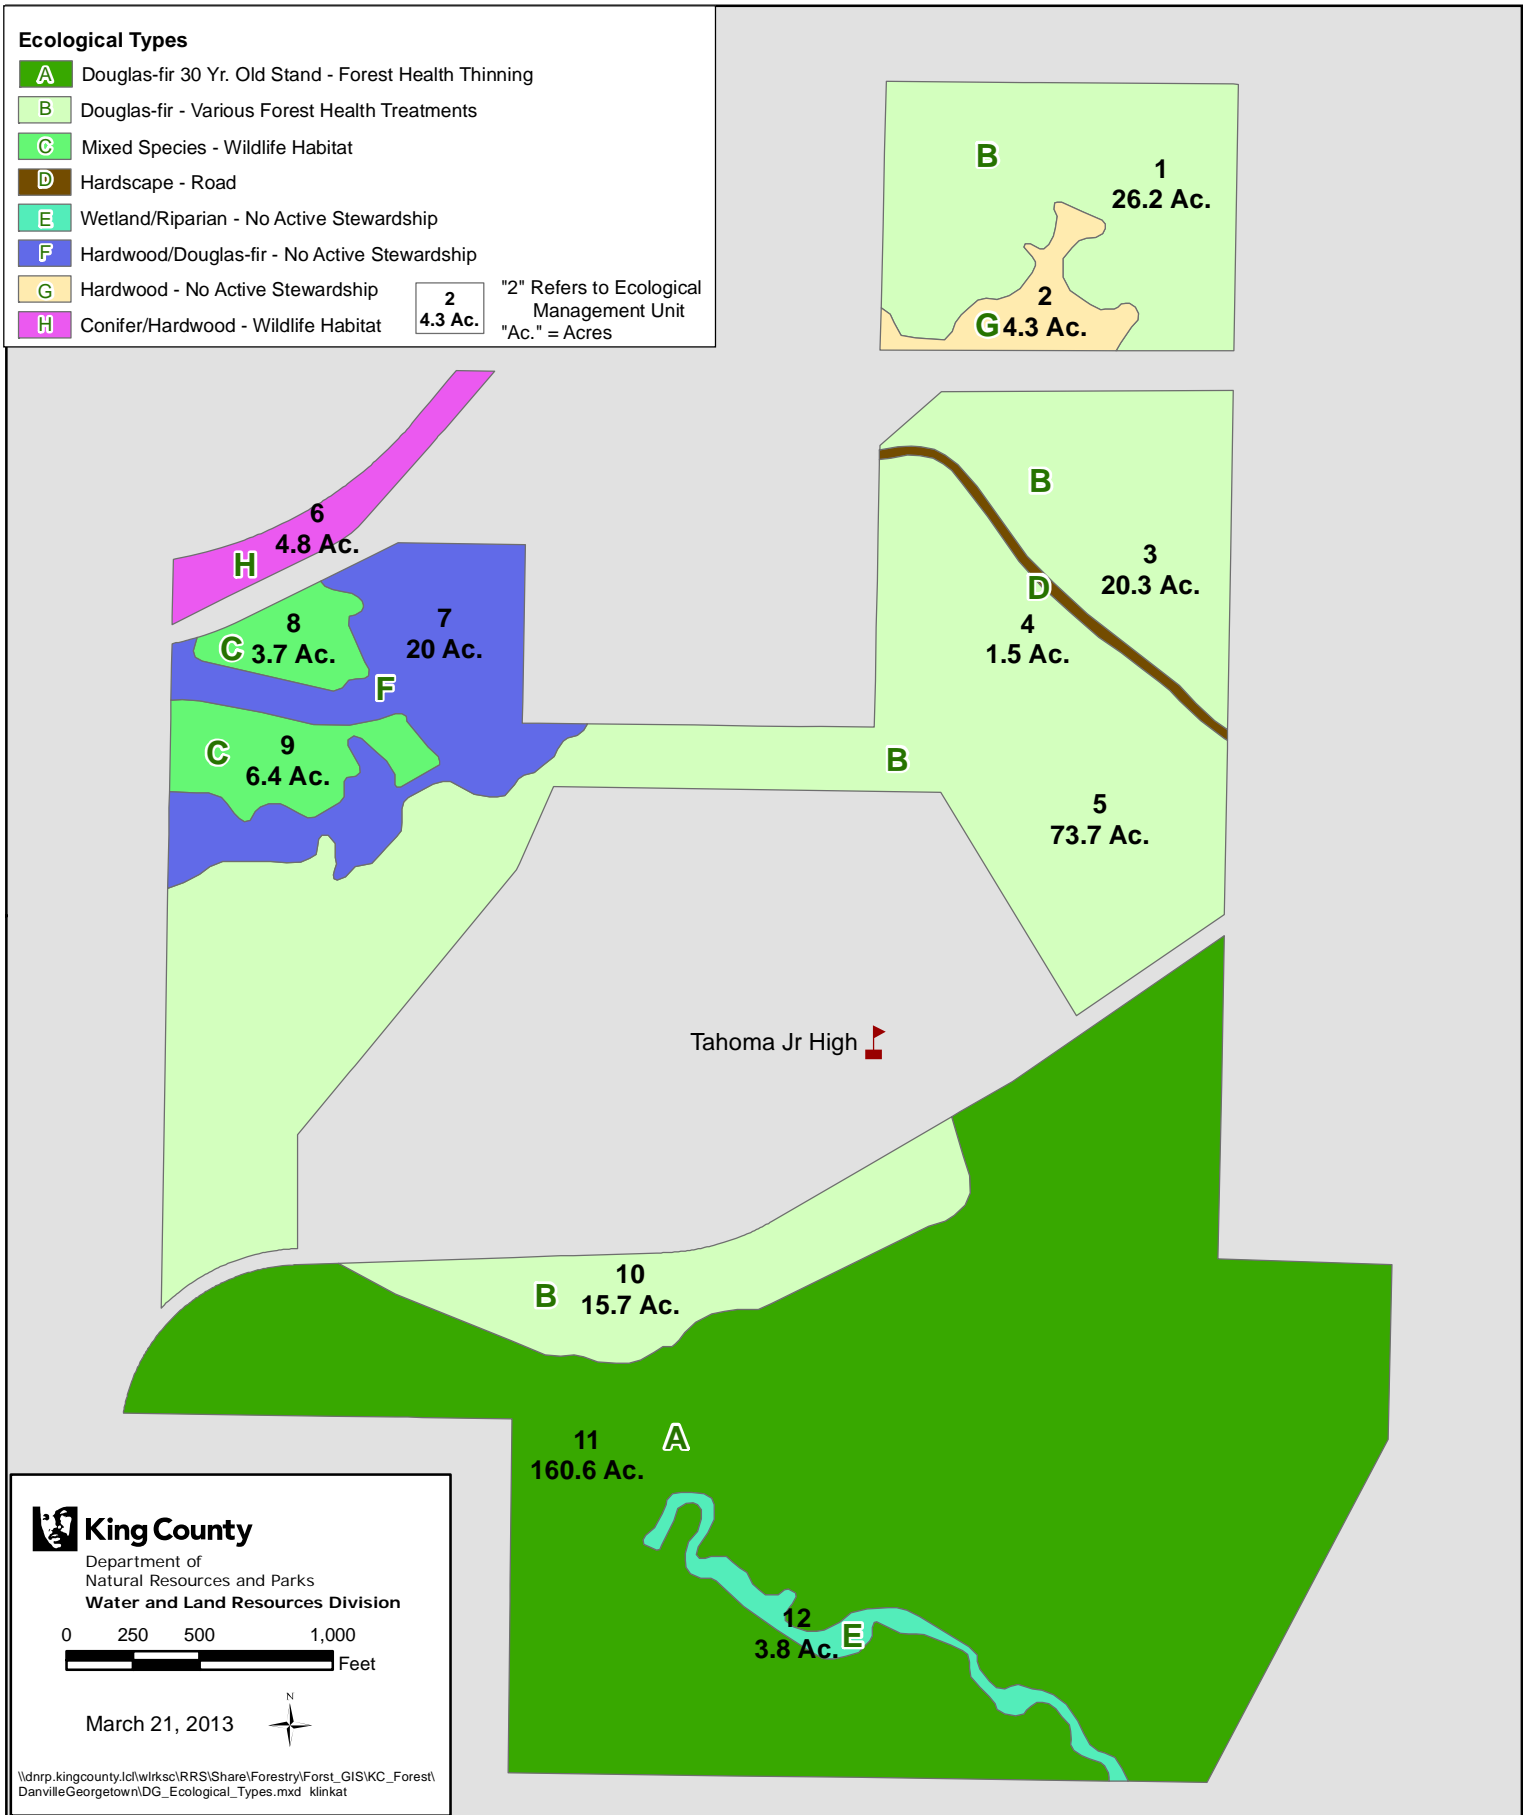 Ecological Types
A Douglas-fir 30 Yr. Old Stand - Forest Health Thinning
B Douglas-fir - Various Forest Health Treatments
C Mixed Species - Wildlife Habitat
D Hardscape - Road
E Wetland/Riparian - No Active Stewardship
F Hardwood/Douglas-fir - No Active Stewardship
G Hardwood - No Active Stewardship
H Conifer/Hardwood - Wildlife Habitat
2
4.3 Ac.
"2" Refers to Ecological
Management Unit
"Ac." = Acres
B
1
26.2 Ac.
2
G 4.3 Ac.
B
3
20.3 Ac.
D
4
1.5 Ac.
6
4.8 Ac.
H
8
C 3.7 Ac.
7
20 Ac.
F
C 9
6.4 Ac.
B
5
73.7 Ac.
Tahoma Jr High
10
B 15.7 Ac.
11
160.6 Ac.
A
12
3.8 Ac.
E
King County
Department of
Natural Resources and Parks
Water and Land Resources Division
0 250 500 1,000
Feet
N
March 21, 2013
\\dnrp.kingcounty.lcl\wlrksc\RRS\Share\Forestry\Forst_GIS\KC_Forest\
DanvilleGeorgetown\DG_Ecological_Types.mxd klinkat